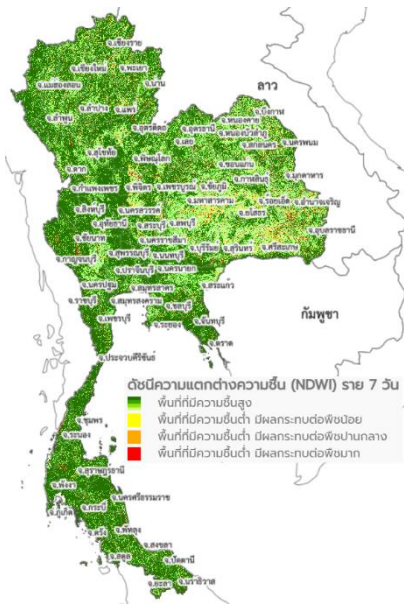 จ.เชียงราย
จ.พะเยา
จ.เชียงใหม่
จ.น่าน
จ.แม่ฮ่องสอน
ลาว
จ.ลำปาง
จ.แพร่
จ.ลำพูน
จ.บึงกาฬ
จ.หนองคาย
จ.อุตรดิตถ์
จ.อุดรธานี
จ.หนองบัวลำภู
จ.เลย
จ.สกลนคร
จ.นครพนม
จ.สุโขทัย
จ.พิษณุโลก
จ.ขอนแก่น
จ.ตาก
จ.มุกดาหาร
จ.กาฬสินธุ์
จ.กำแพงเพชร
จ.พิจิตร
จ.เพชรบูรณ์
จ.ชัยภูมิ
จ.มหาสารคาม
จ.ร้อยเอ็ด
จ.อำนาจเจริญ
จ.สิงห์บุรี
จ.นครสวรรค์
จ.ยโสธร
จ.อุทัยธานี
จ.สระบุรี
จ.ลพบุรี
จ.อุบลราชธานี
จ.ชัยนาท
จ.นครราชสีมา
จ.บุรีรัมย์
จ.สุรินทร์
จ.ศรีสะเกษ
จ.สุพรรณบุรี
จ.นนทบุรี
จ.กาญจนบุรี
จ.ปราจีนบุรี
จ.นครนายก
จ.นครปฐม
จ.สมุทรสาคร
จ.สระแก้ว
จ.ราชบุรี
จ.สมุทรสงคราม
จ.ชลบุรี
กัมพูชา
จ.เพชรบุรี
จ.ระยอง
จ.จันทบุรี
จ.ตราด
จ.ประจวบคีรีขันธ์
ดัชนีความแตกต่างความชื้น (NDWI) ราย 7 วัน
พื้นที่ที่มีความชื้นสูง
พื้นที่ที่มีความชื้นต่ำ มีผลกระทบต่อพืชน้อย
พื้นที่ที่มีความชื้นต่ำ มีผลกระทบต่อพืชปานกลาง
พื้นที่ที่มีความชื้นต่ำ มีผลกระทบต่อพืชมาก
จ.ชุมพร
จ.ระนอง
จ.สุราษฎร์ธานี
จ.พังงา
จ.นครศรีธรรมราช
จ.กระบี่
จ.ภูเก็ต
จ.ตรัง
จ.พัทลุง
จ.สงขลา
จ.สตูล
จ.ปัตตานี
จ.ยะลา
จ.นราธิวาส